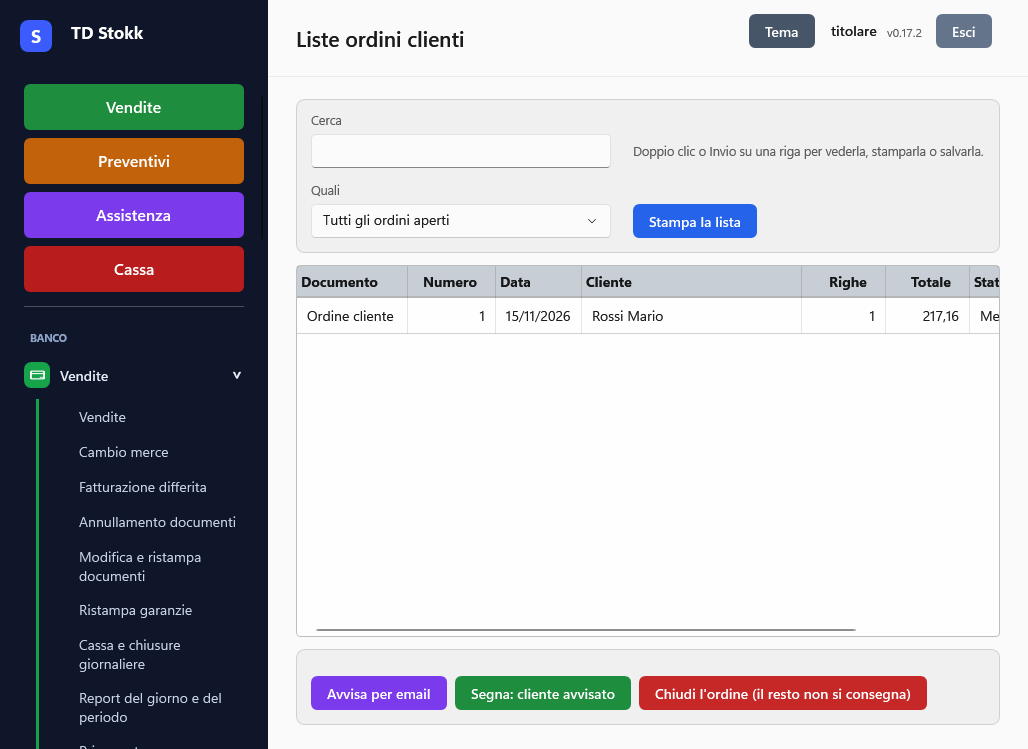 S
TD Stokk
Vendite
Preventivi
Assistenza
Cassa
BANCO
Vendite
Vendite
Cambio merce
Fatturazione differita
Annullamento documenti
Modifica e ristampa
documenti
Ristampa garanzie
Cassa e chiusure
giornaliere
Report del giorno e del
periodo
Liste ordini clienti
Tema
titolare
v0.17.2
Esci
Cerca
Doppio clic o Invio su una riga per vederla, stamparla o salvarla.
Quali
Tutti gli ordini aperti
Stampa la lista
Documento Numero Data Cliente Righe Totale Stat
Ordine cliente 1 15/11/2026 Rossi Mario 1 217,16 Me
Avvisa per email
Segna: cliente avvisato
Chiudi l'ordine (il resto non si consegna)